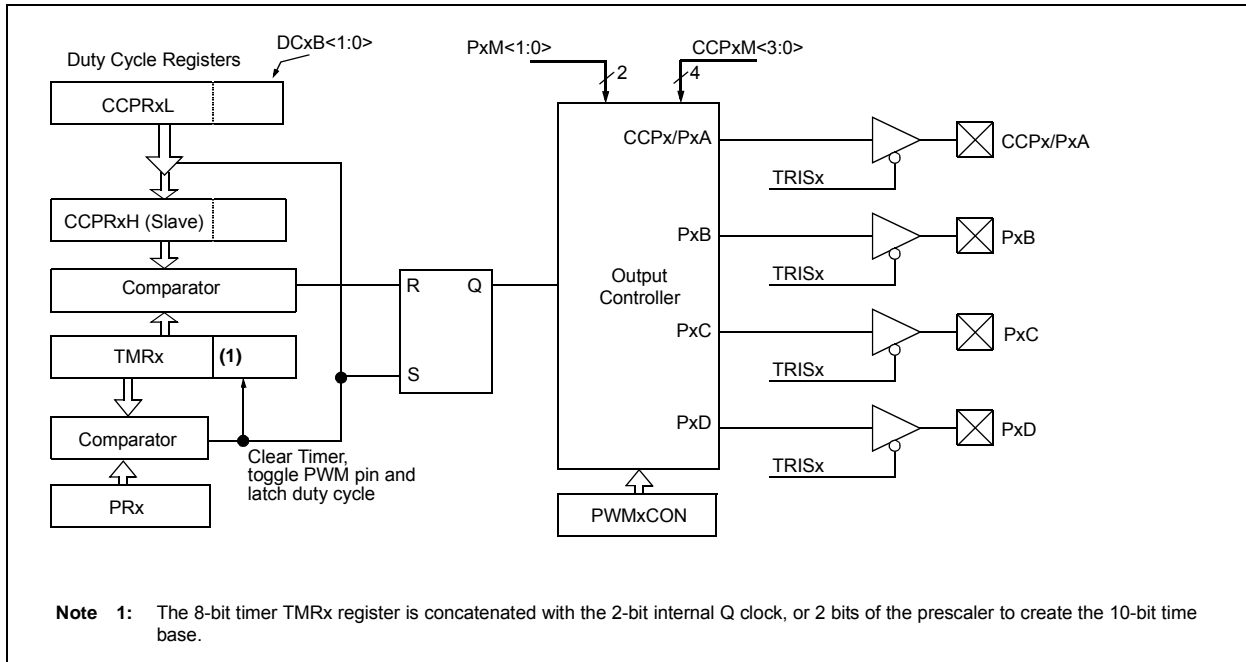 DCxB<1:0>
Duty Cycle Registers
CCPRxL
CCPRxH (Slave)
Comparator
TMRx
(1)
Comparator
PRx
Clear Timer,
toggle PWM pin and
latch duty cycle
R
Q
S
PxM<1:0>
2
CCPxM<3:0>
4
Output
Controller
CCPx/PxA
PxB
PxC
PxD
PWMxCON
TRISx
CCPx/PxA
TRISx
PxB
TRISx
PxC
TRISx
PxD
Note 1: The 8-bit timer TMRx register is concatenated with the 2-bit internal Q clock, or 2 bits of the prescaler to create the 10-bit time
base.